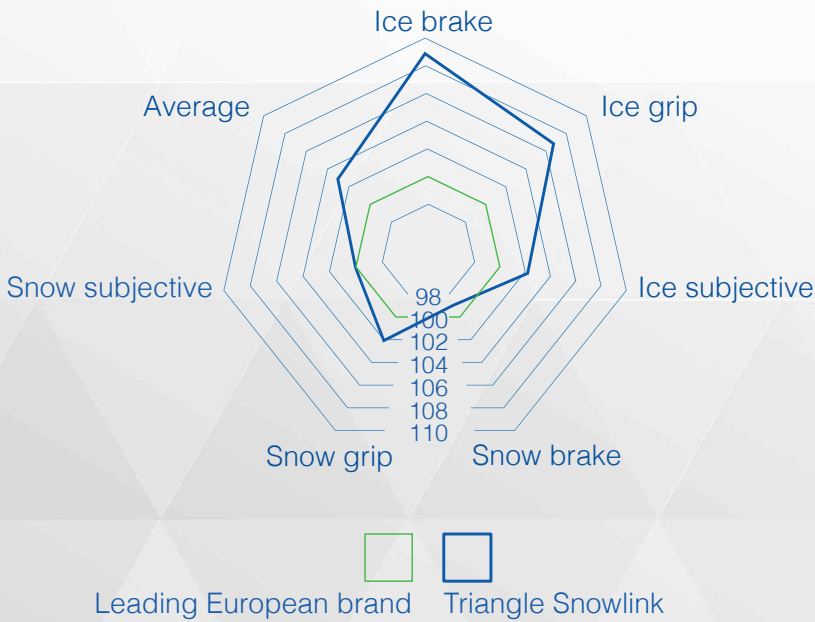 Ice brake
Average
Ice grip
Snow subjective
Ice subjective
98
100
102
104
106
108
110
Snow grip
Snow brake
Leading European brand
Triangle Snowlink